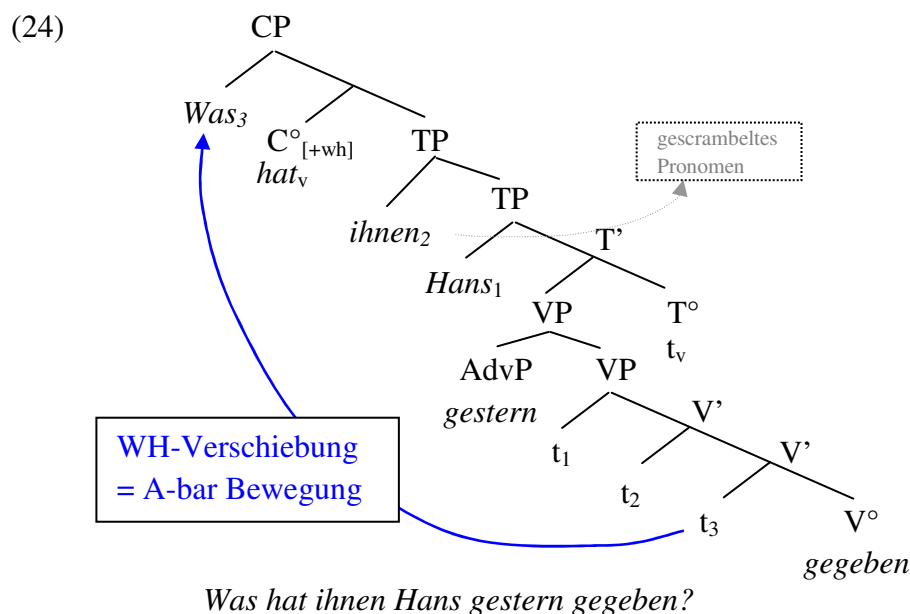 (24)
CP
Was₃
C°[+wh]
hatᵥ
TP
gescrambeltes
Pronomen
TP
ihnen₂
T’
Hans₁
VP
T°
tᵥ
AdvP
VP
gestern
V’
t₁
V’
t₂
t₃
V°
gegeben
WH-Verschiebung
= A-bar Bewegung
Was hat ihnen Hans gestern gegeben?